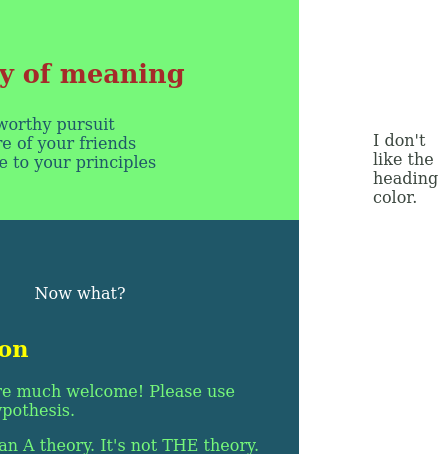 y of meaning
worthy pursuit
re of your friends
e to your principles
I don't
like the
heading
color.
Now what?
on
re much welcome! Please use
ypothesis.
an A theory. It's not THE theory.